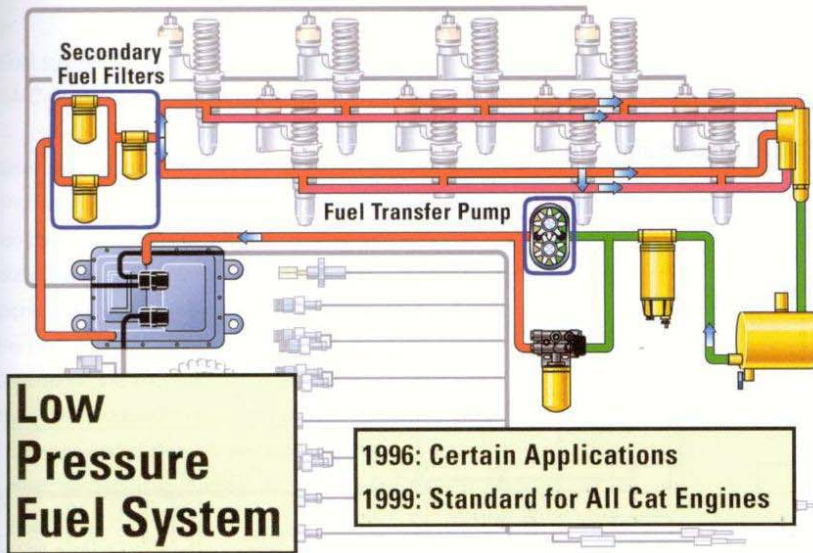 Secondary
Fuel Filters
Fuel Transfer Pump
Low
Pressure
Fuel System
1996: Certain Applications
1999: Standard for All Cat Engines